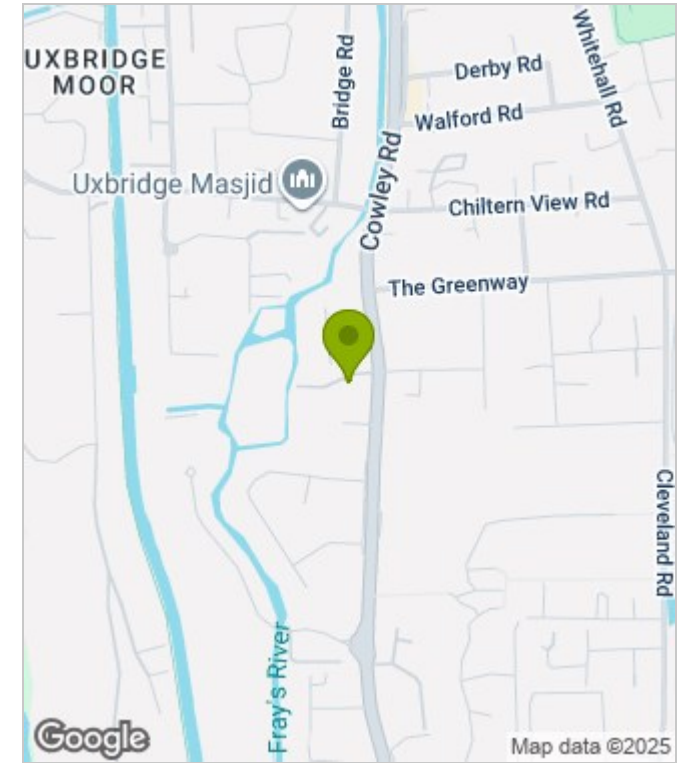 UXBRIDGE
MOOR
Bridge Rd
Derby Rd
Whitehall Rd
Walford Rd
Uxbridge Masjid
Cowley Rd
Chiltern View Rd
The Greenway
Cleveland Rd
Fray's River
Google
Map data ©2025